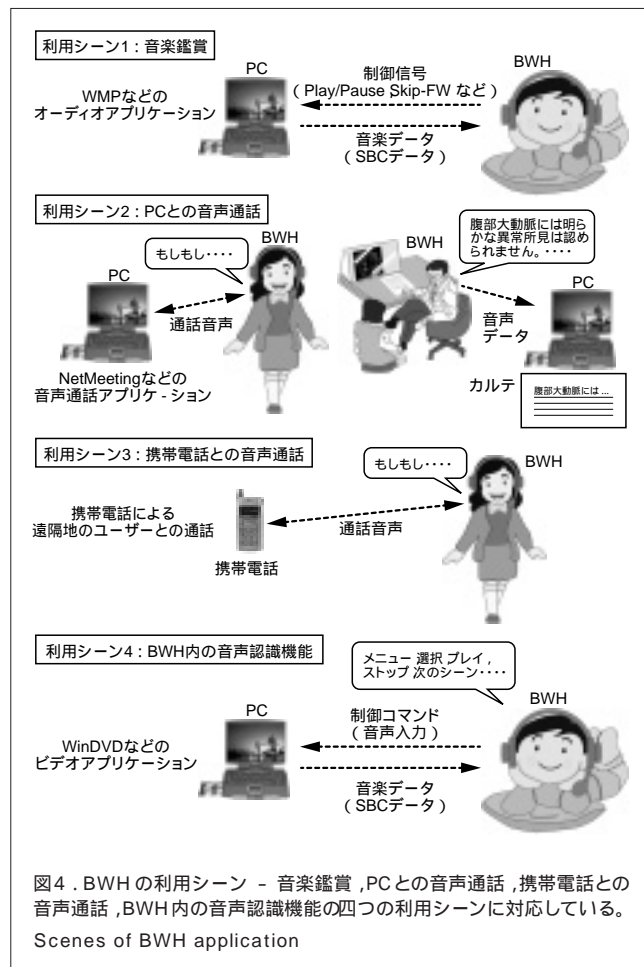 利用シーン1：音楽鑑賞
PC
BWH
WMPなどの
オーディオアプリケーション
制御信号
（Play/Pause Skip-FW など）
音楽データ
（SBCデータ）
利用シーン2：PCとの音声通話
PC
もしもし････
BWH
通話音声
NetMeetingなどの
音声通話アプリケ-ション
BWH
腹部大動脈には明ら
かな異常所見は認め
られません。････
PC
音声
データ
カルテ
腹部大動脈には ...
利用シーン3：携帯電話との音声通話
もしもし････
BWH
携帯電話による
遠隔地のユーザーとの通話
通話音声
携帯電話
利用シーン4：BWH内の音声認識機能
メニュー 選択 プレイ ,
ストップ 次のシーン････
PC
BWH
WinDVDなどの
ビデオアプリケーション
制御コマンド
（音声入力）
音楽データ
（SBCデータ）
図4．BWHの利用シーン － 音楽鑑賞 ,PCとの音声通話 ,携帯電話との
音声通話 ,BWH内の音声認識機能の四つの利用シーンに対応している。
Scenes of BWH application